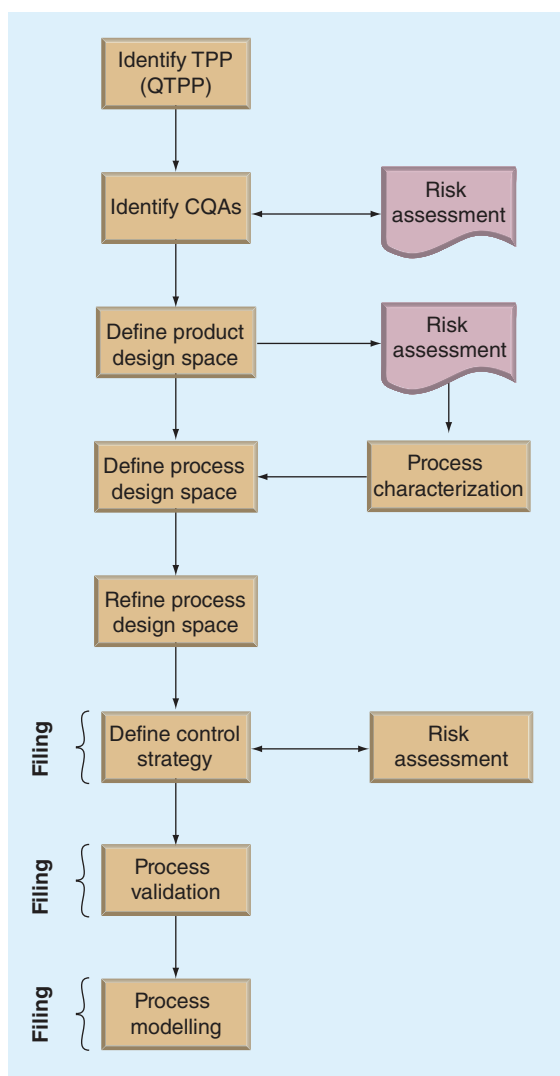 Identify TPP
(QTPP)
Identify CQAs
Risk
assessment
Define product
design space
Risk
assessment
Define process
design space
Process
characterization
Refine process
design space
Filing
Define control
strategy
Risk
assessment
Filing
Process
validation
Filing
Process
modelling